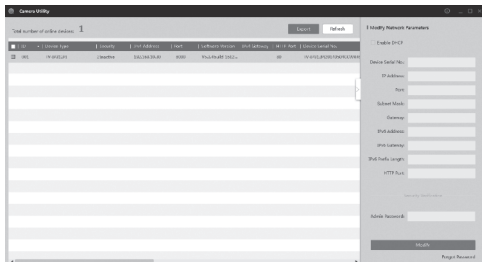 Camera Utility
Total number of online devices: 1
Export
Refresh
ID
Device Type
Security
IPv4 Address
Port
Software Version
IPv4 Gateway
HTTP Port
Device Serial No.
Modify Network Parameters
Enable DHCP
Device Serial No.:
IP Address:
Port:
Subnet Mask:
Gateway:
IPv6 Address:
IPv6 Gateway:
IPv6 Prefix Length:
HTTP Port:
Admin Password:
Modify
Forgot Password